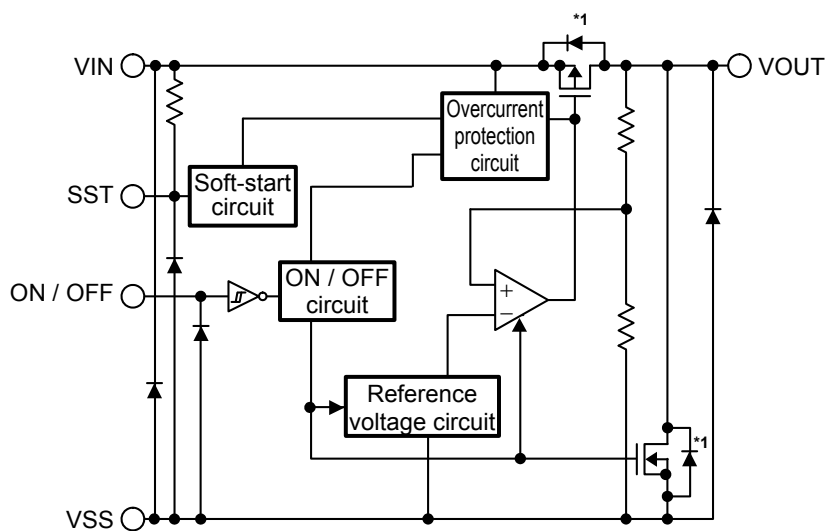 *1
VIN
VOUT
Overcurrent
protection
circuit
SST
Soft-start
circuit
ON / OFF
ON / OFF
circuit
+
−
Reference
voltage circuit
*1
VSS